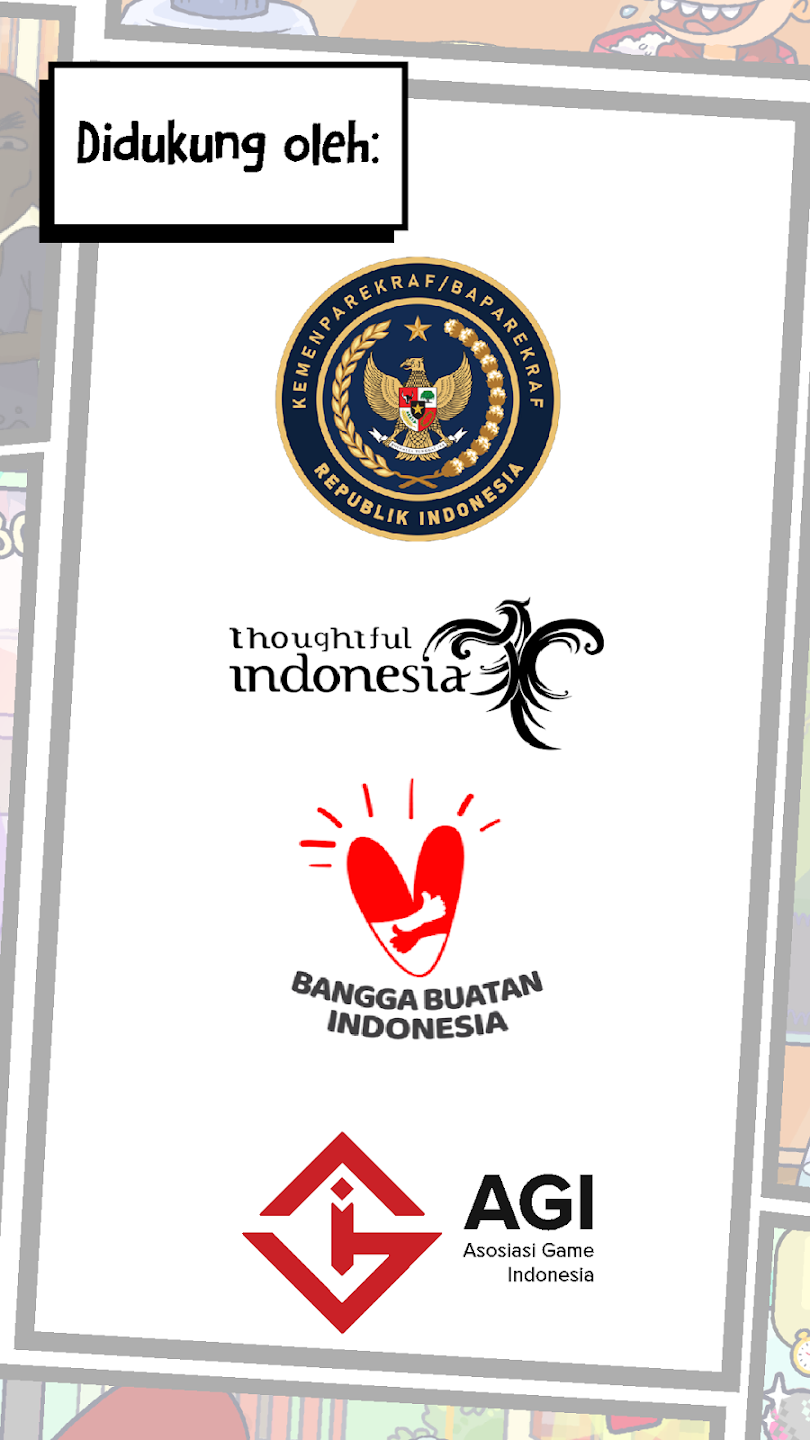 Didukung oleh:
KEMENPAREKRAF/BAPAREKRAF
REPUBLIK INDONESIA
thoughtful
indonesia
BANGGA BUATAN
INDONESIA
AGI
Asosiasi Game
Indonesia